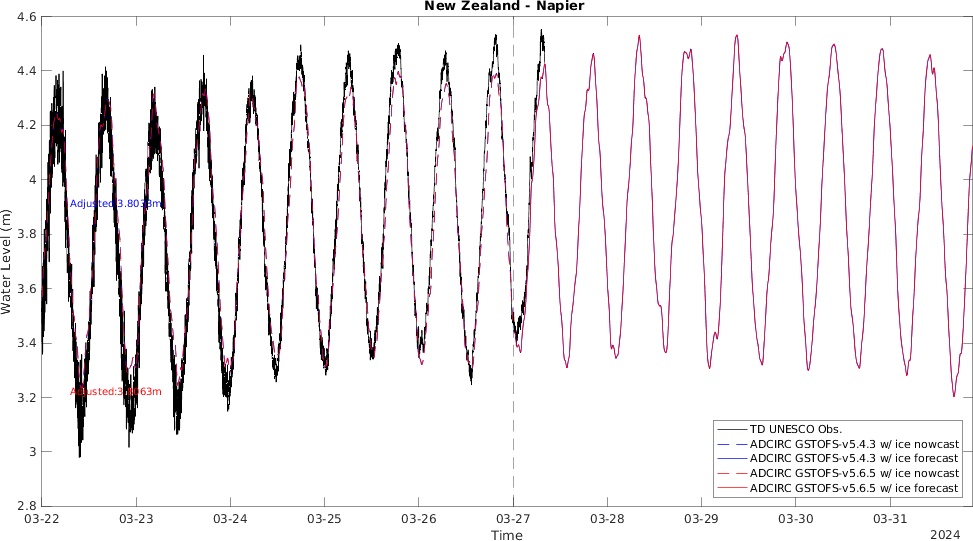 New Zealand - Napier
4.6
4.4
4.2
4
3.8
3.6
3.4
3.2
3
2.8
Water Level (m)
Adjusted:3.8033m
TD UNESCO Obs.
ADCIRC GSTOFS-v5.4.3 w/ ice nowcast
ADCIRC GSTOFS-v5.4.3 w/ ice forecast
ADCIRC GSTOFS-v5.6.5 w/ ice nowcast
ADCIRC GSTOFS-v5.6.5 w/ ice forecast
03-22 03-23 03-24 03-25 03-26 03-27 03-28 03-29 03-30 03-31
Time
2024